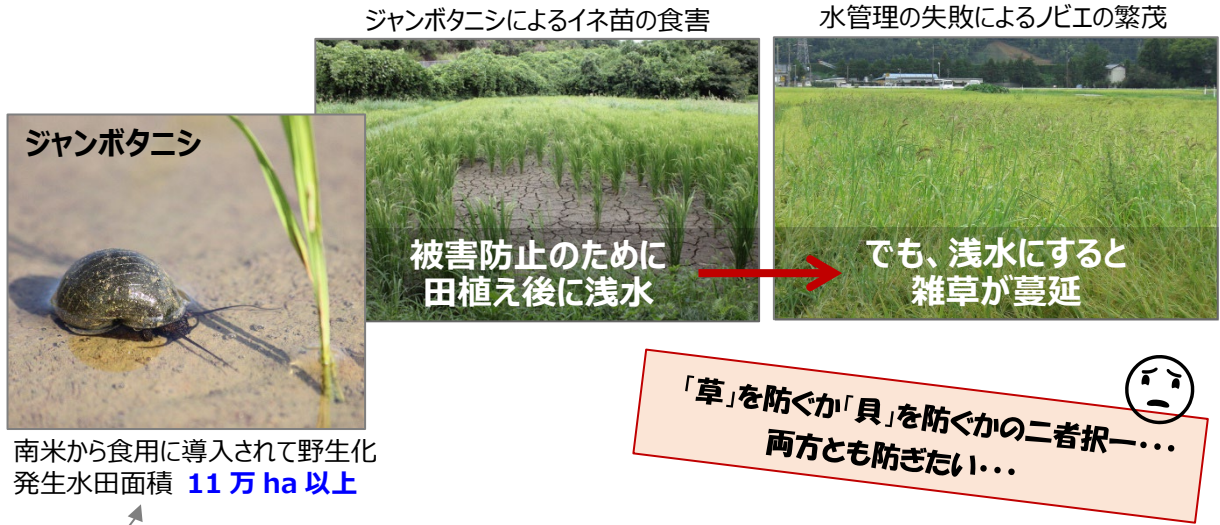 ジャンボタニシによるイネ苗の食害
水管理の失敗によるノビエの繁茂
ジャンボタニシ
被害防止のために
田植え後に浅水
でも、浅水にすると
雑草が蔓延
「草」を防ぐか「貝」を防ぐかの二者択一・・・
両方とも防ぎたい・・・
南米から食用に導入されて野生化
発生水田面積 11 万 ha 以上